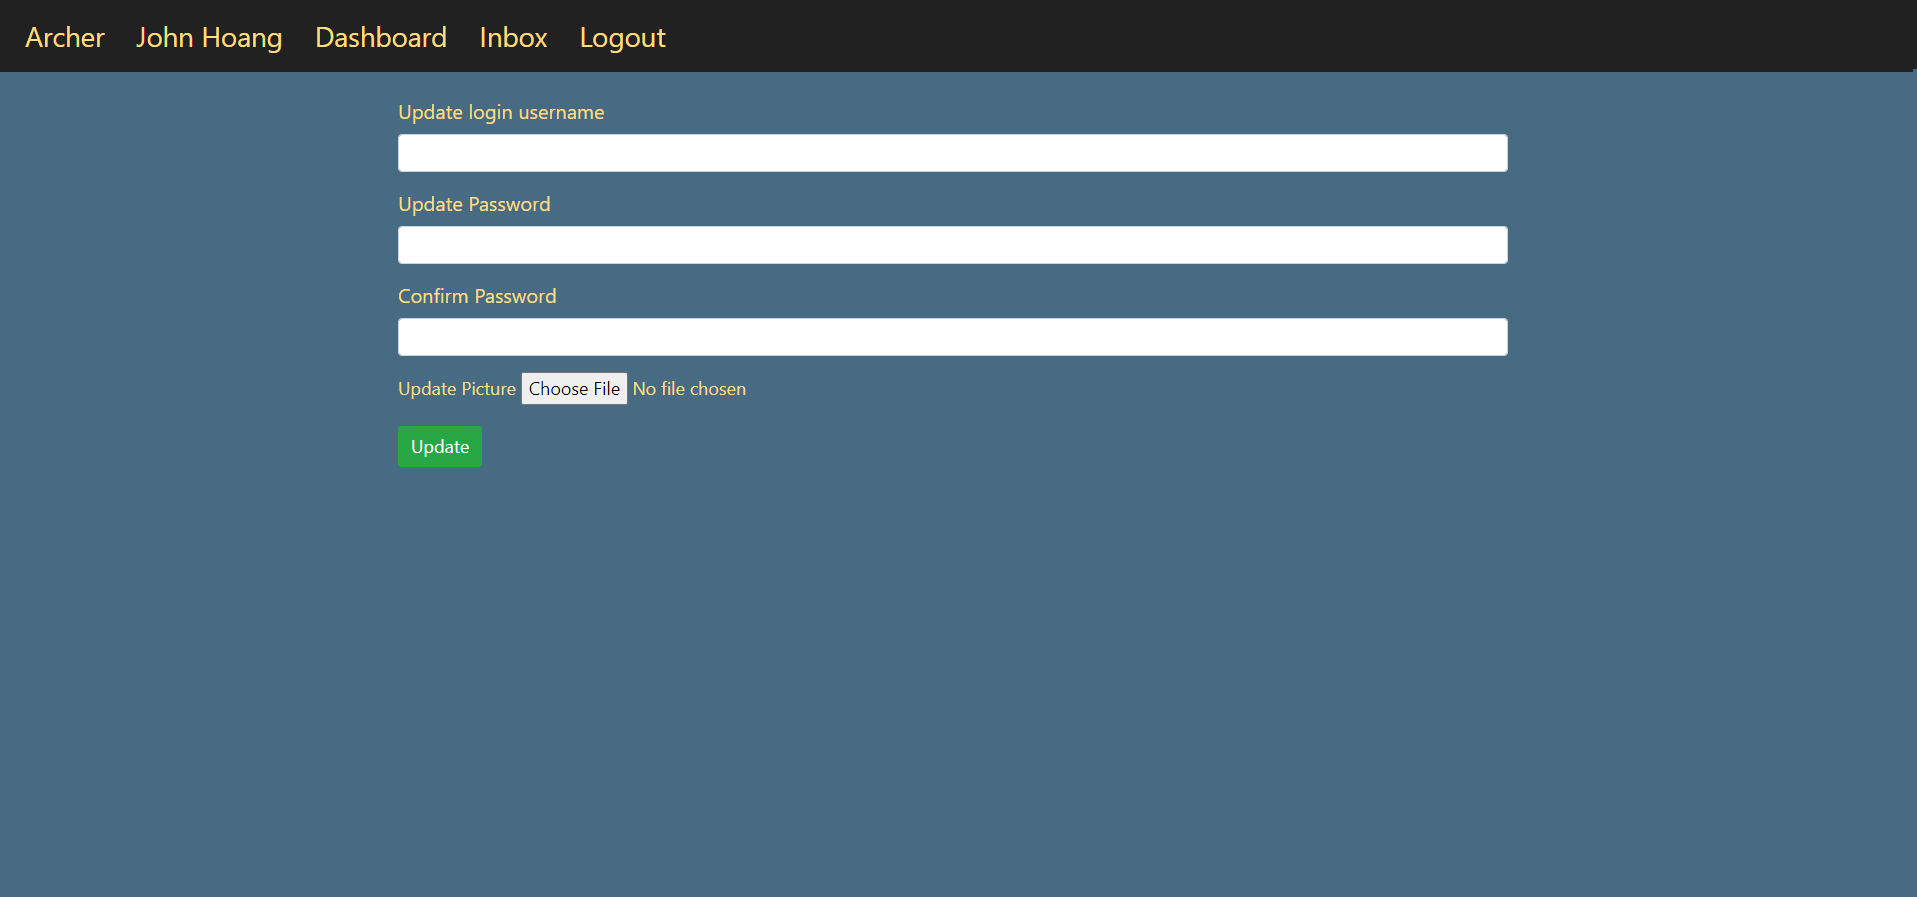 Archer John Hoang Dashboard Inbox Logout
Update login username
Update Password
Confirm Password
Update Picture Choose File No file chosen
Update